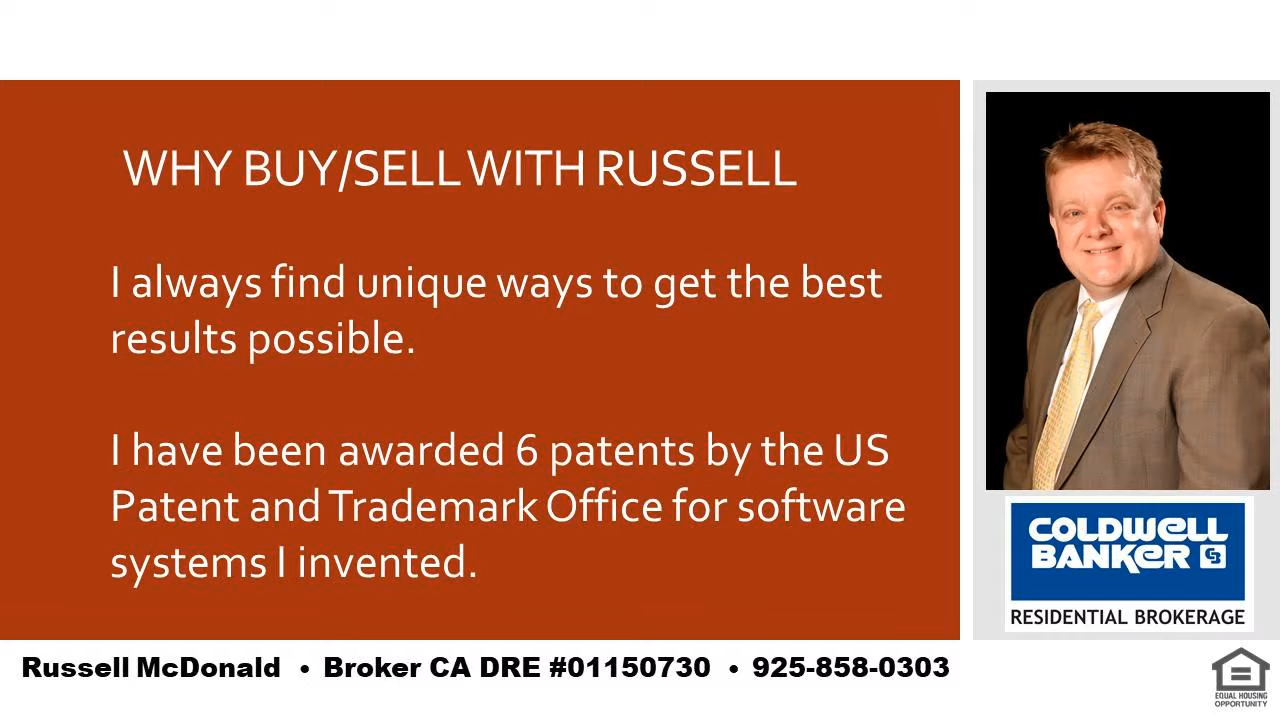 WHY BUY/SELL WITH RUSSELL
I always find unique ways to get the best
results possible.
I have been awarded 6 patents by the US
Patent and Trademark Office for software
systems I invented.
COLDWELL
BANKER CB
RESIDENTIAL BROKERAGE
Russell McDonald • Broker CA DRE #01150730 • 925-858-0303
EQUAL HOUSING
OPPORTUNITY